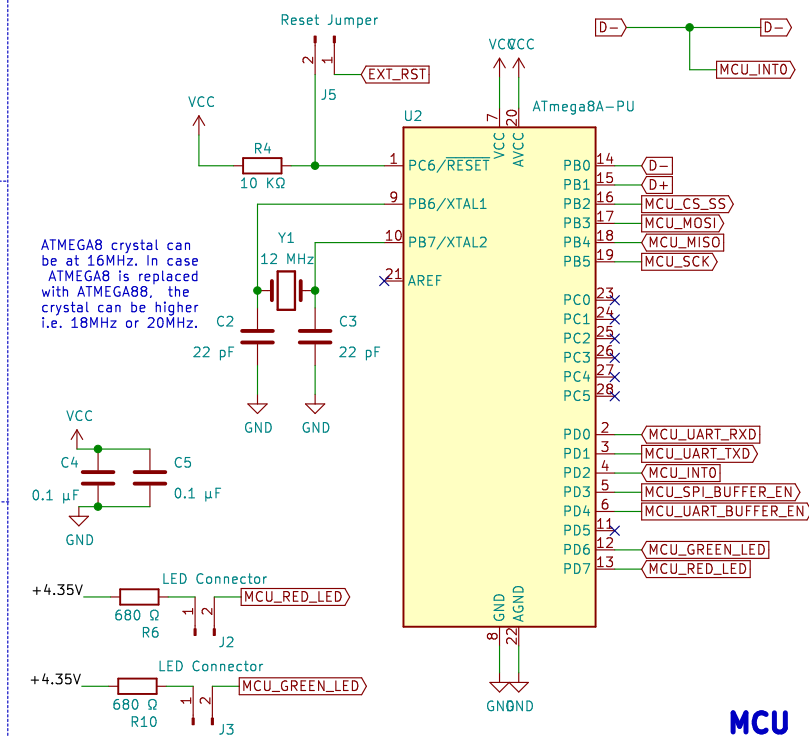 Reset Jumper
2
1
EXT_RST
J5
D-
D-
MCU_INT0
VCC
VCC
VCC
ATmega8A-PU
U2
7
20
VCC
AVCC
R4
10 KΩ
1
PC6/RESET
9
PB6/XTAL1
10
PB7/XTAL2
21
AREF
Y1
12 MHz
C2
22 pF
C3
22 pF
GND
GND
ATMEGA8 crystal can
be at 16MHz. In case
ATMEGA8 is replaced
with ATMEGA88, the
crystal can be higher
i.e. 18MHz or 20MHz.
PB0 14 D-
PB1 15 D+
PB2 16 MCU_CS_SS
PB3 17 MCU_MOSI
PB4 18 MCU_MISO
PB5 19 MCU_SCK
PC0 23
PC1 24
PC2 25
PC3 26
PC4 27
PC5 28
PD0 2 MCU_UART_RXD
PD1 3 MCU_UART_TXD
PD2 4 MCU_INT0
PD3 5 MCU_SPI_BUFFER_EN
PD4 6 MCU_UART_BUFFER_EN
PD5 11
PD6 12 MCU_GREEN_LED
PD7 13 MCU_RED_LED
GND
AGND
8
22
GND
GND
VCC
C4
0.1 µF
C5
0.1 µF
GND
LED Connector
+4.35V
680 Ω
R6
1
2
MCU_RED_LED
J2
LED Connector
+4.35V
680 Ω
R10
1
2
MCU_GREEN_LED
J3
MCU